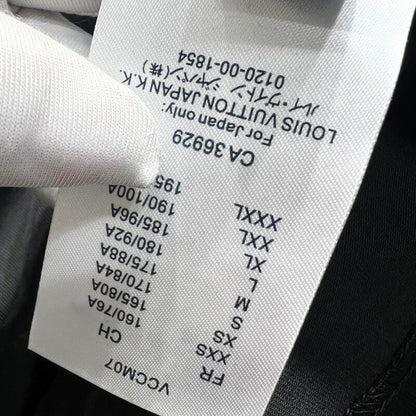 VCCM07
FR CH
XXS 160/76A
XS 165/80A
S 170/84A
M 175/88A
L 180/92A
XL 185/96A
XXL 190/100A
XXXL 195
CA 36929
For Japan only:
LOUIS VUITTON JAPAN K.K.
ルイ・ヴィトン ジャパン(株)
0120-00-1854